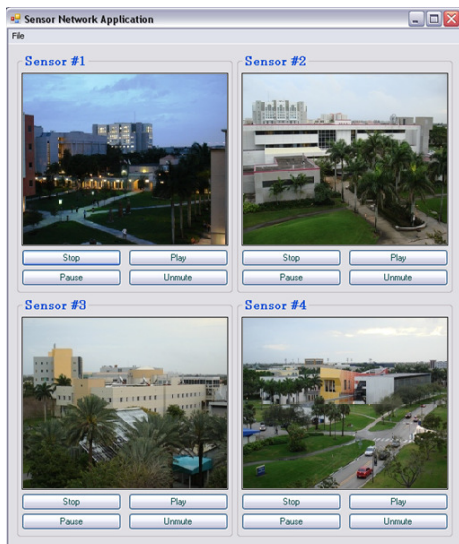 Sensor Network Application
File
Sensor #1
Sensor #2
Stop Play Stop Play
Pause Unmute Pause Unmute
Sensor #3
Sensor #4
Stop Play Stop Play
Pause Unmute Pause Unmute